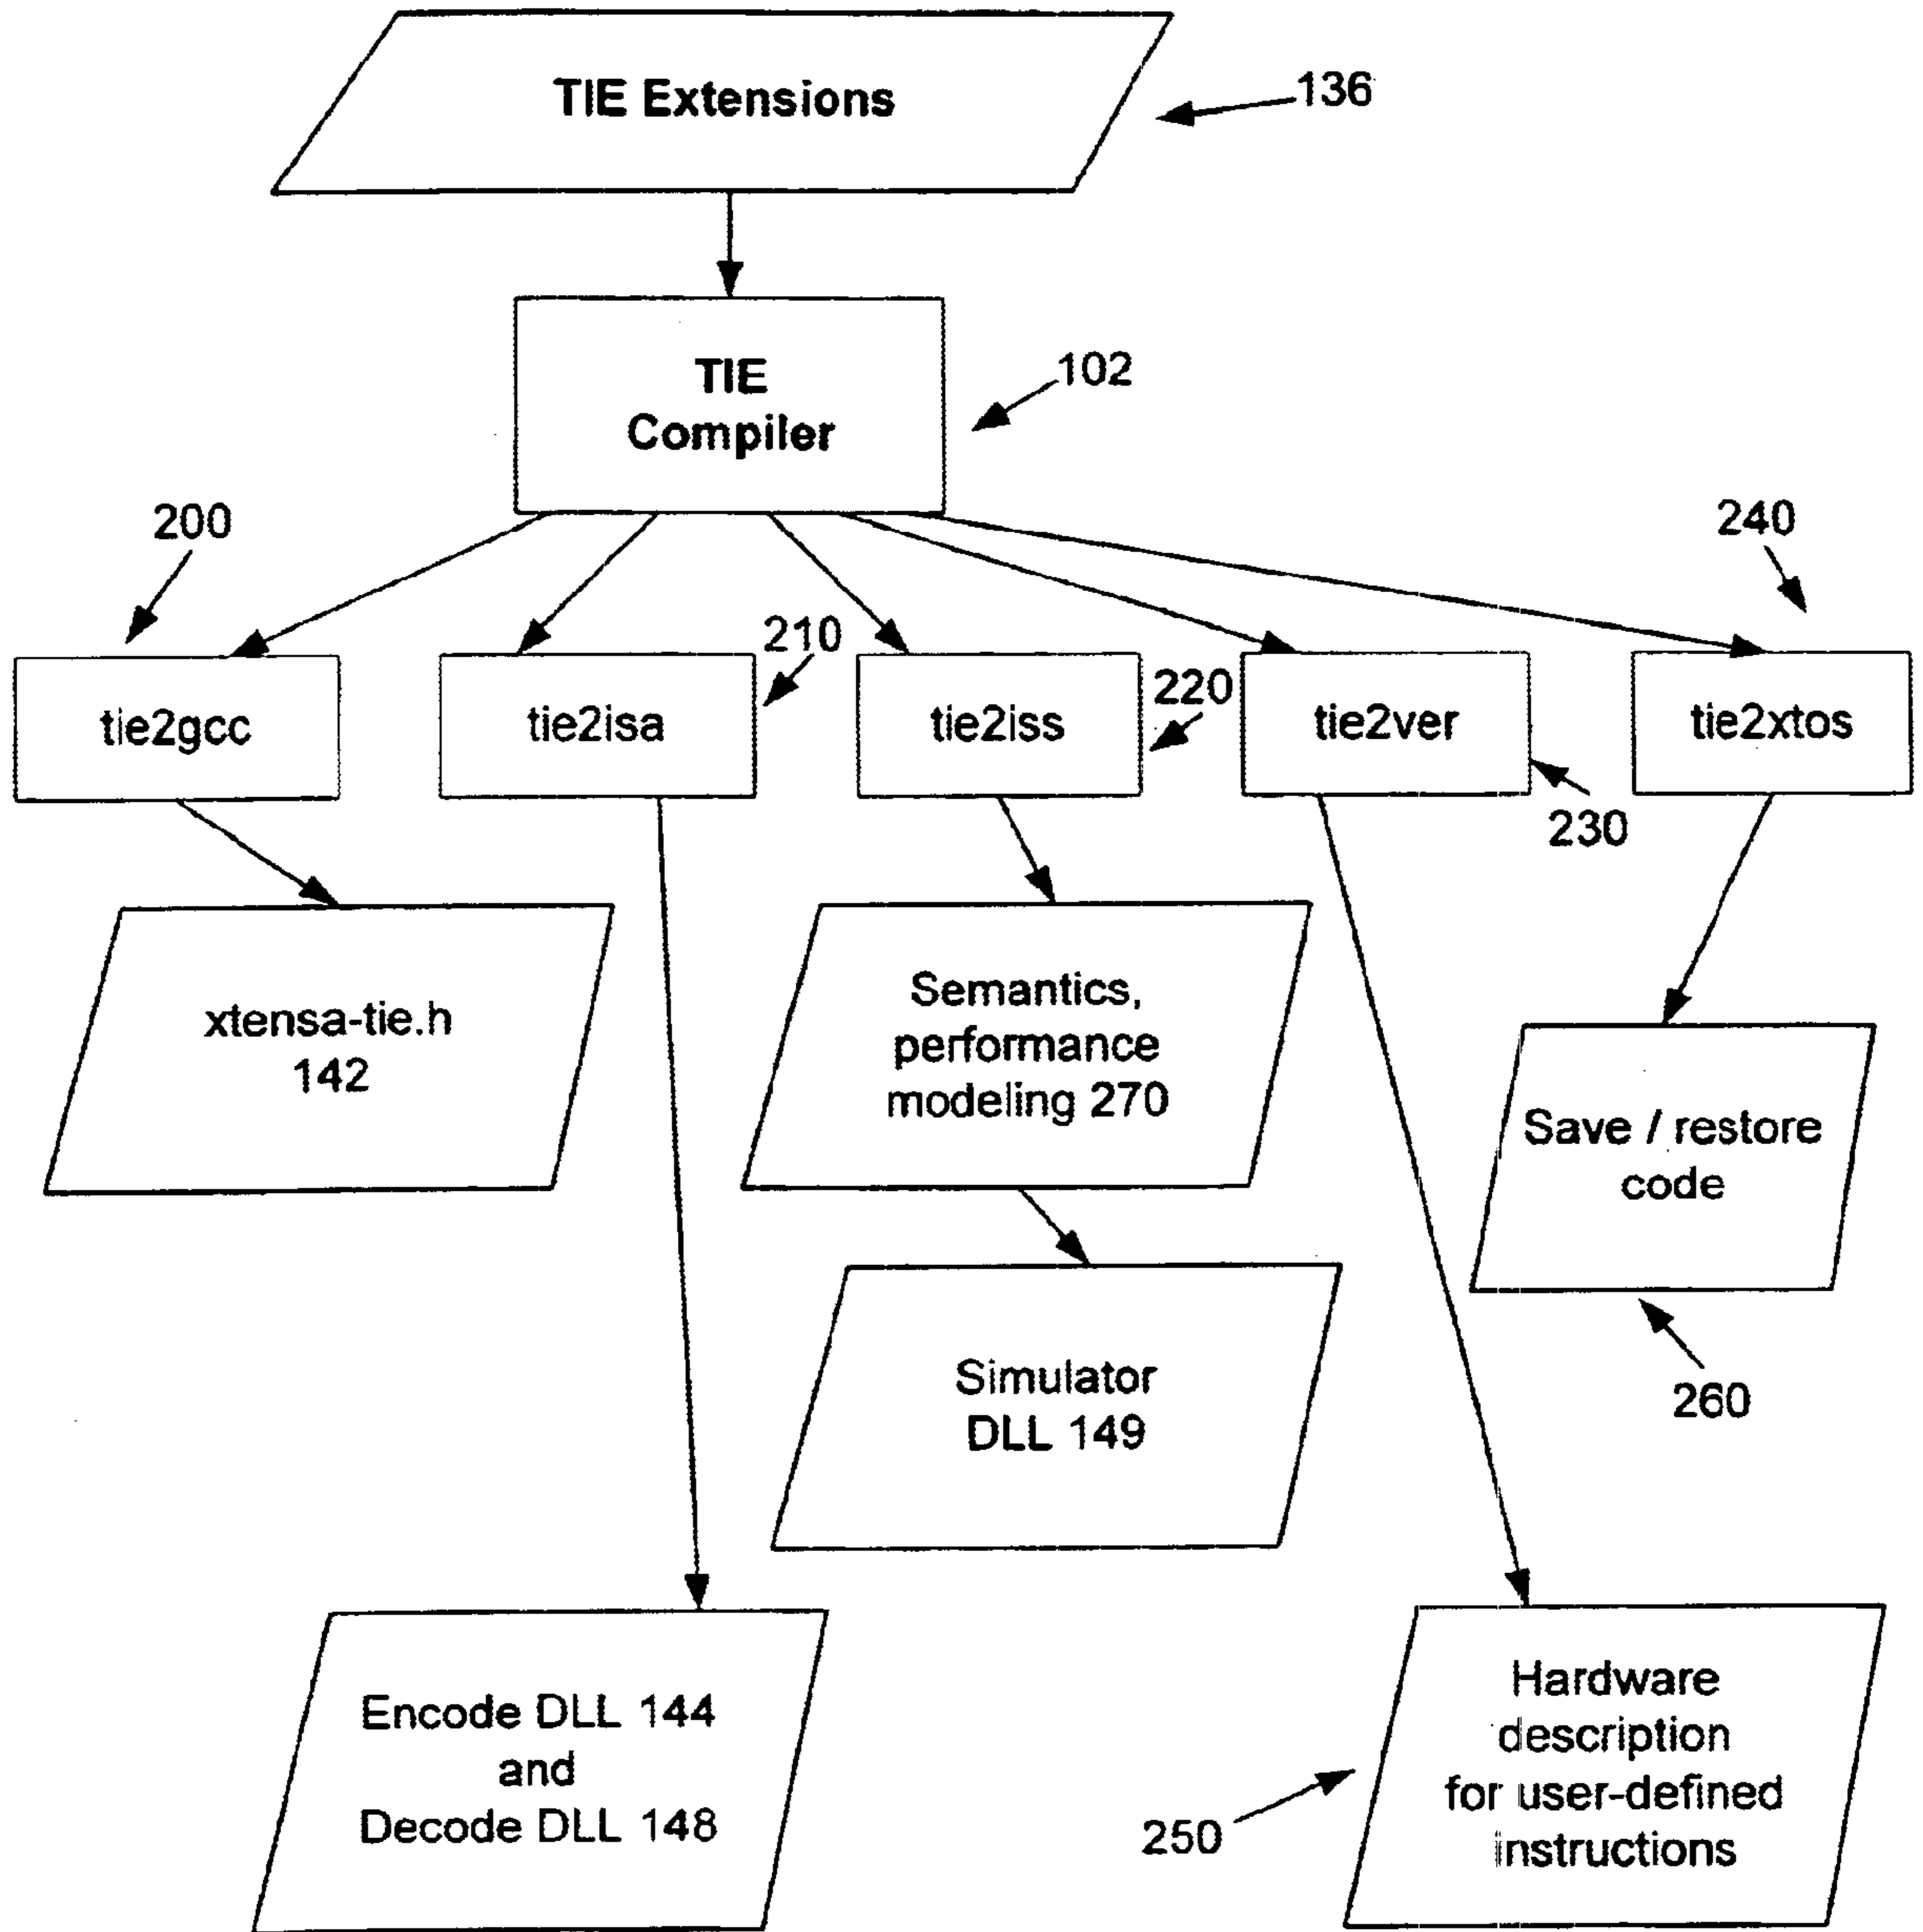 TIE Extensions
136
TIE
Compiler
102
200
240
210
220
tie2gcc
tie2isa
tie2iss
tie2ver
tie2xtos
230
xtensa-tie.h
142
Semantics,
performance
modeling 270
Save / restore
code
260
Simulator
DLL 149
Encode DLL 144
and
Decode DLL 148
Hardware
description
for user-defined
instructions
250